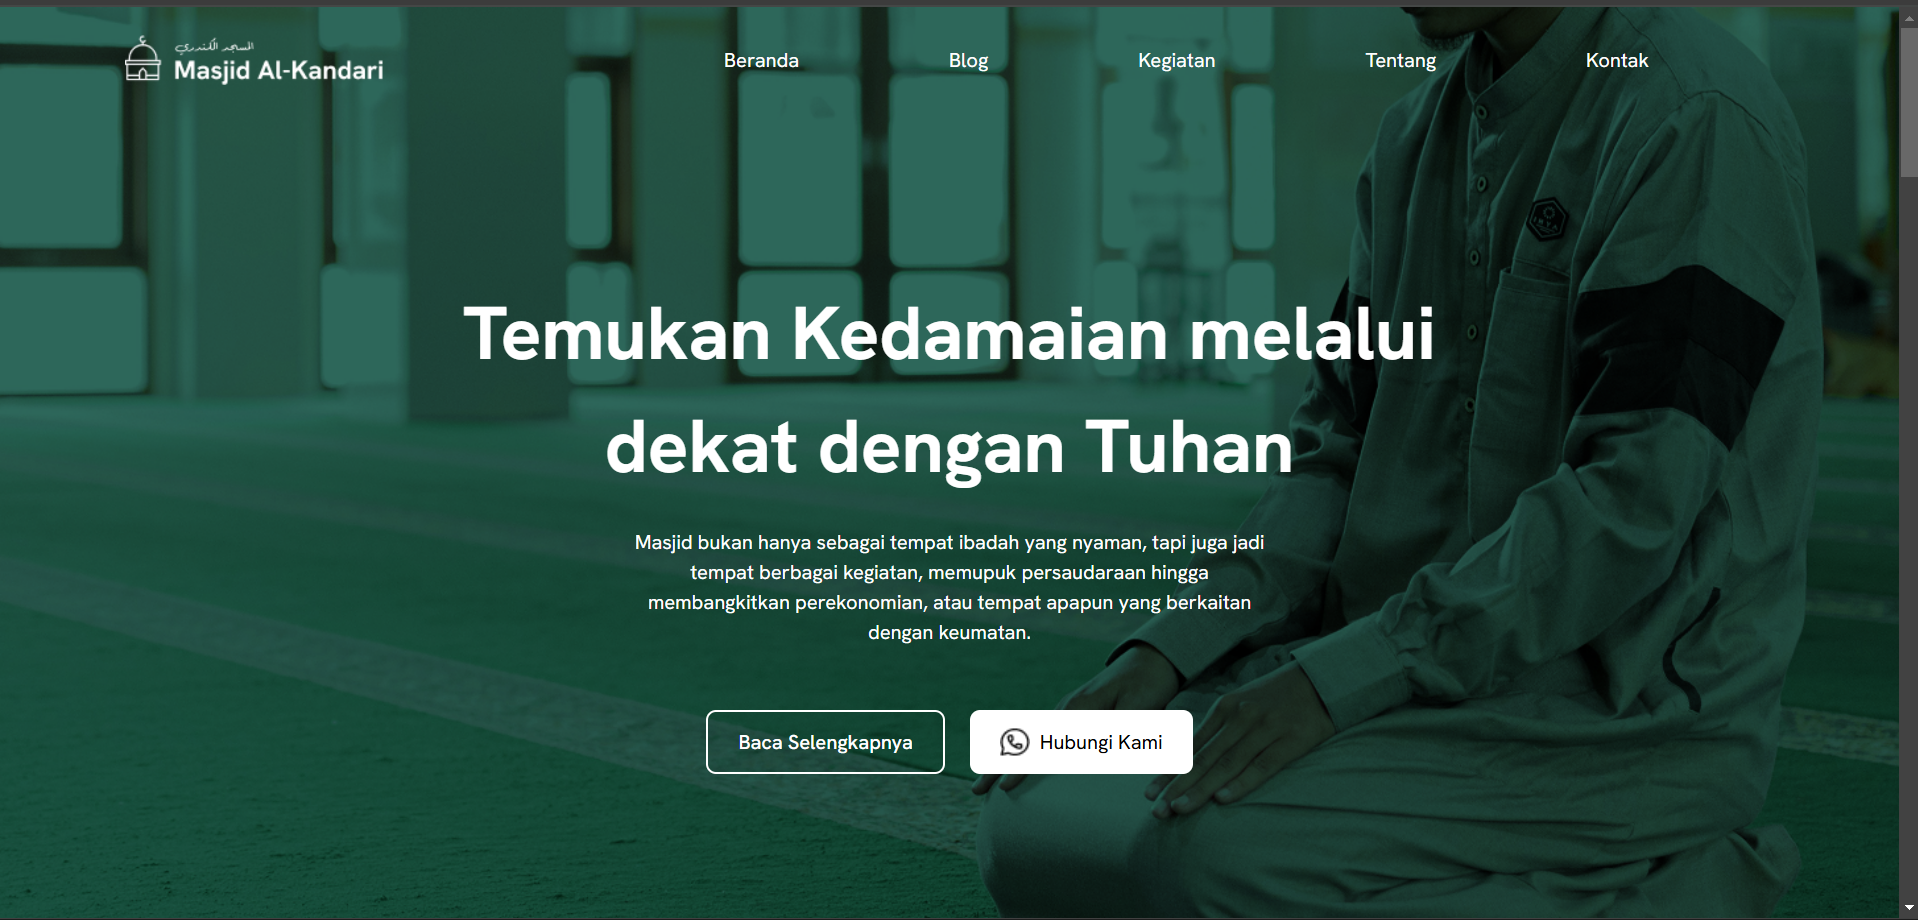 المسجد الكندري
Masjid Al-Kandari
Beranda
Blog
Kegiatan
Tentang
Kontak
Temukan Kedamaian melalui
dekat dengan Tuhan
Masjid bukan hanya sebagai tempat ibadah yang nyaman, tapi juga jadi
tempat berbagai kegiatan, memupuk persaudaraan hingga
membangkitkan perekonomian, atau tempat apapun yang berkaitan
dengan keumatan.
Baca Selengkapnya
Hubungi Kami